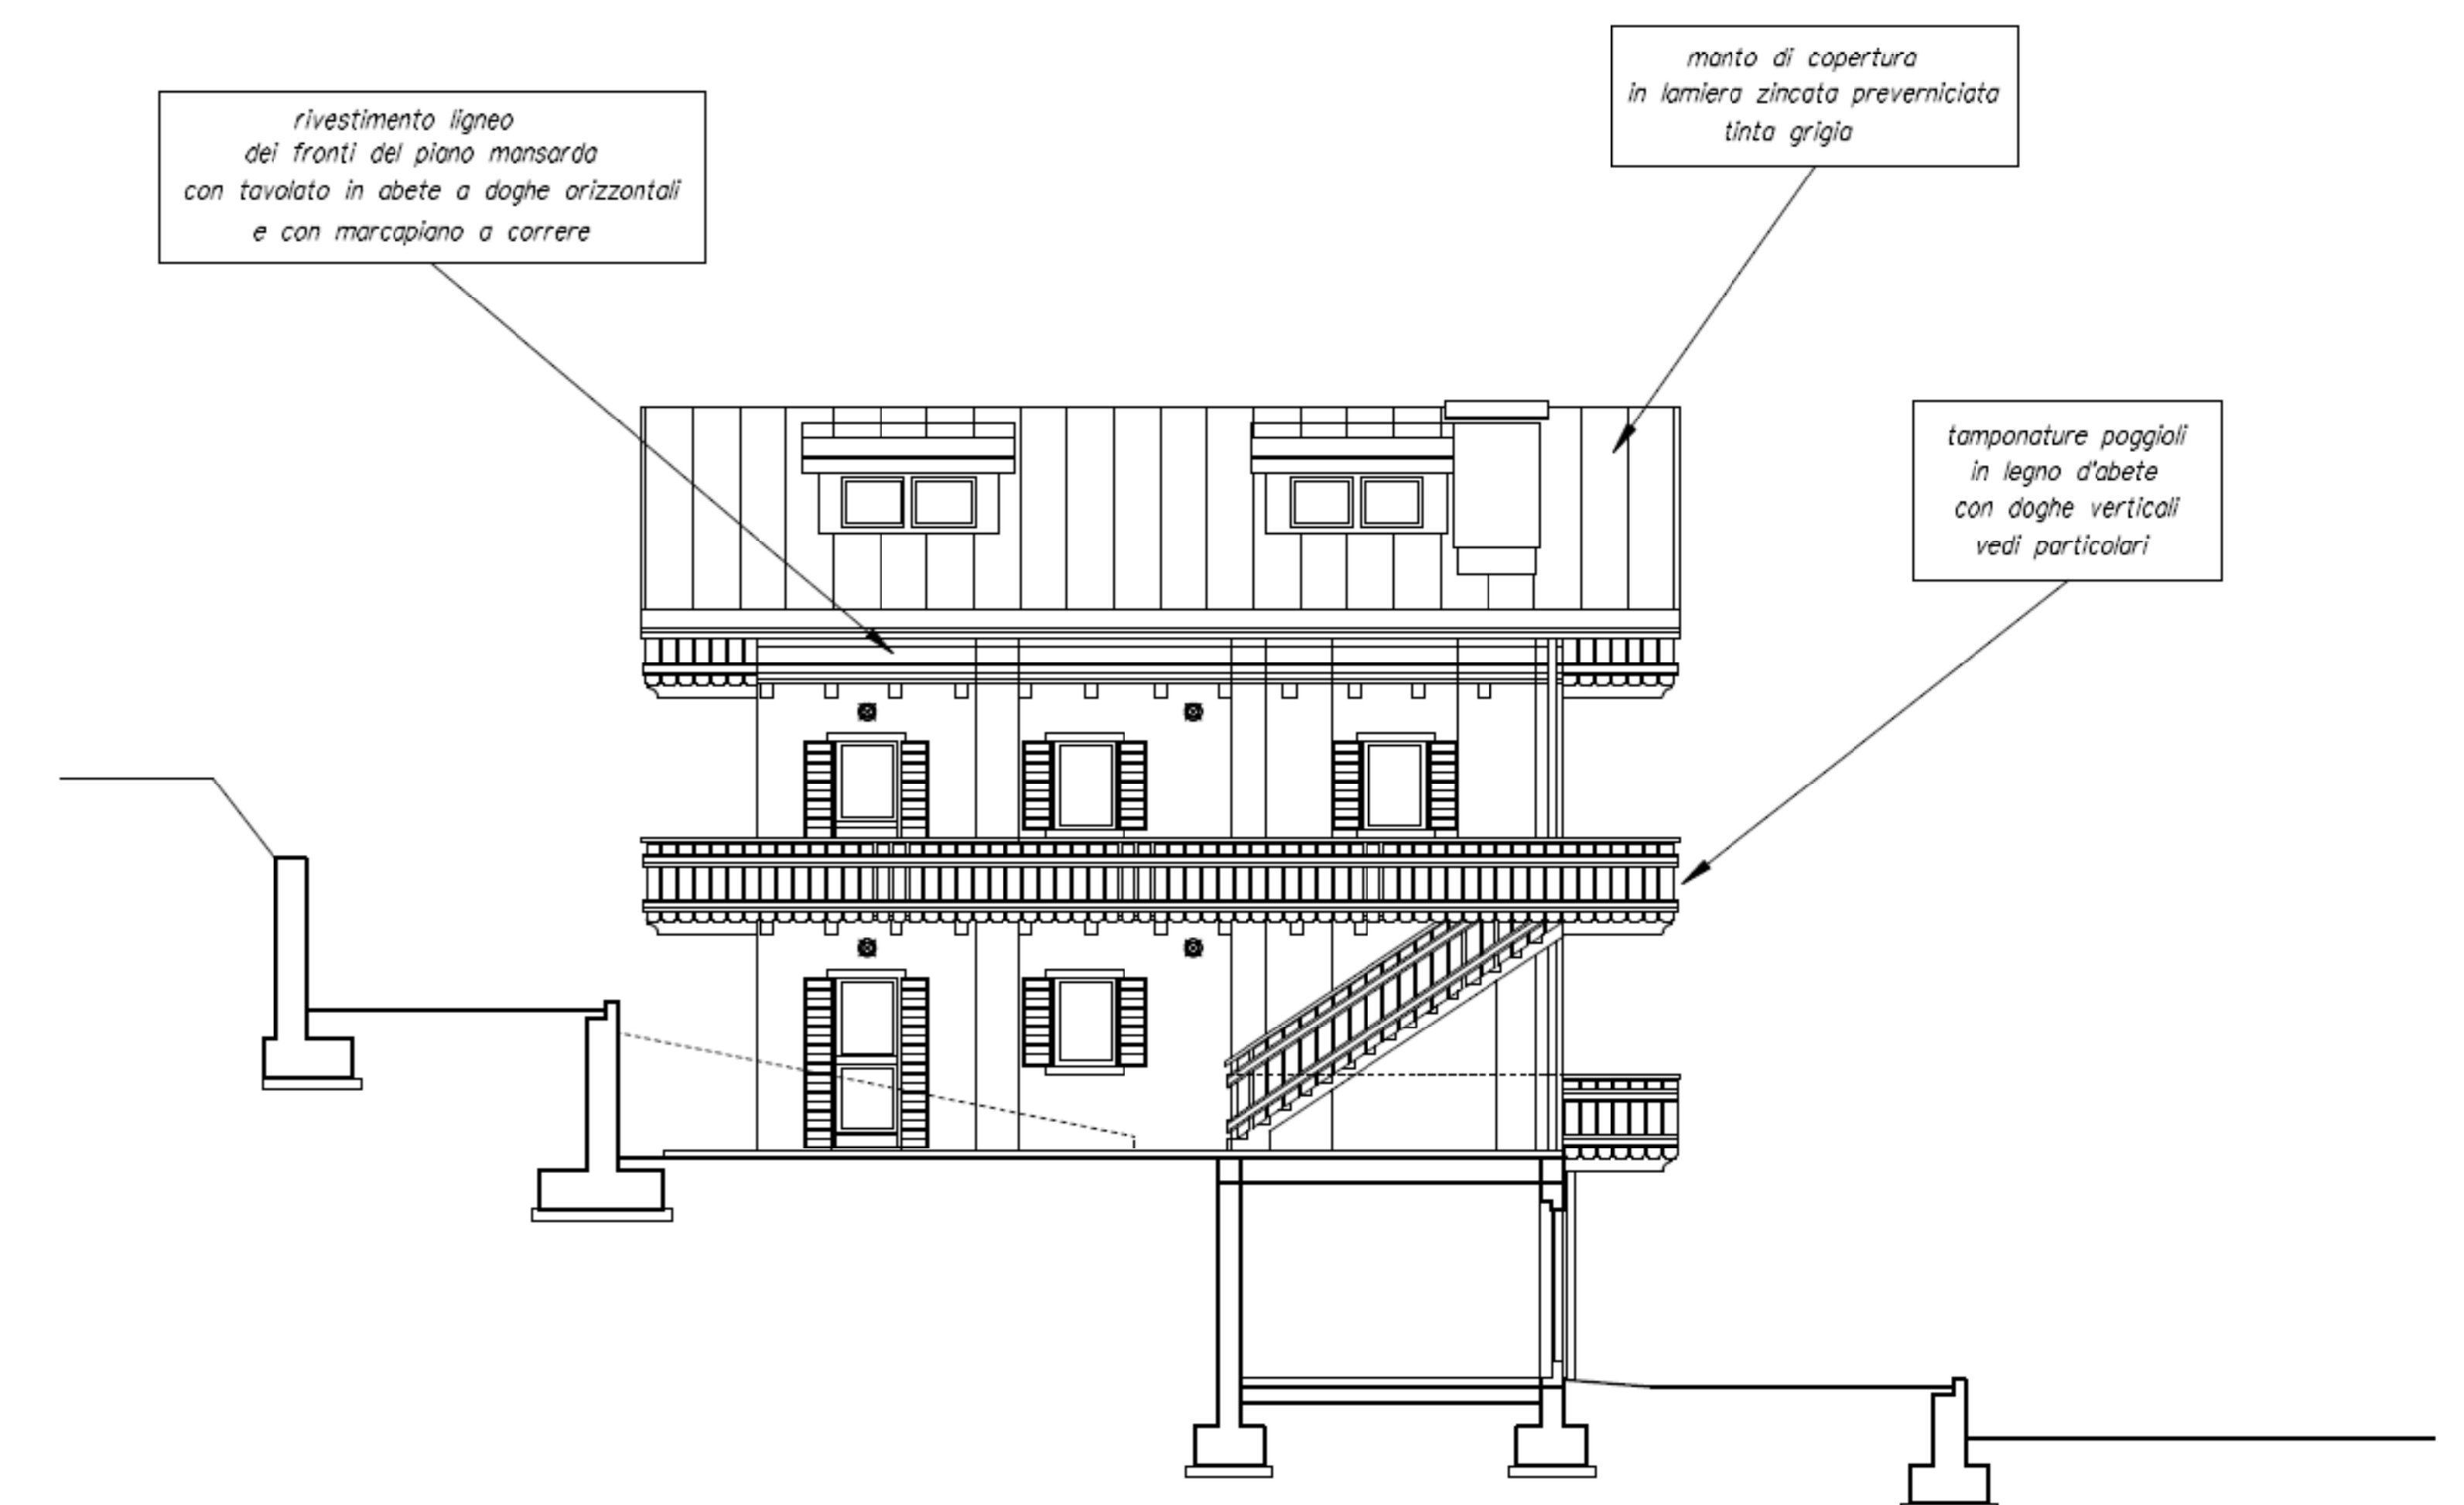 rivestimento ligneo
dei fronti del piano mansarda
con tavolato in abete a doghe orizzontali
e con marcapiano a correre
manto di copertura
in lamiera zincata preverniciata
tinta grigia
tamponature poggioli
in legno d'abete
con doghe verticali
vedi particolari